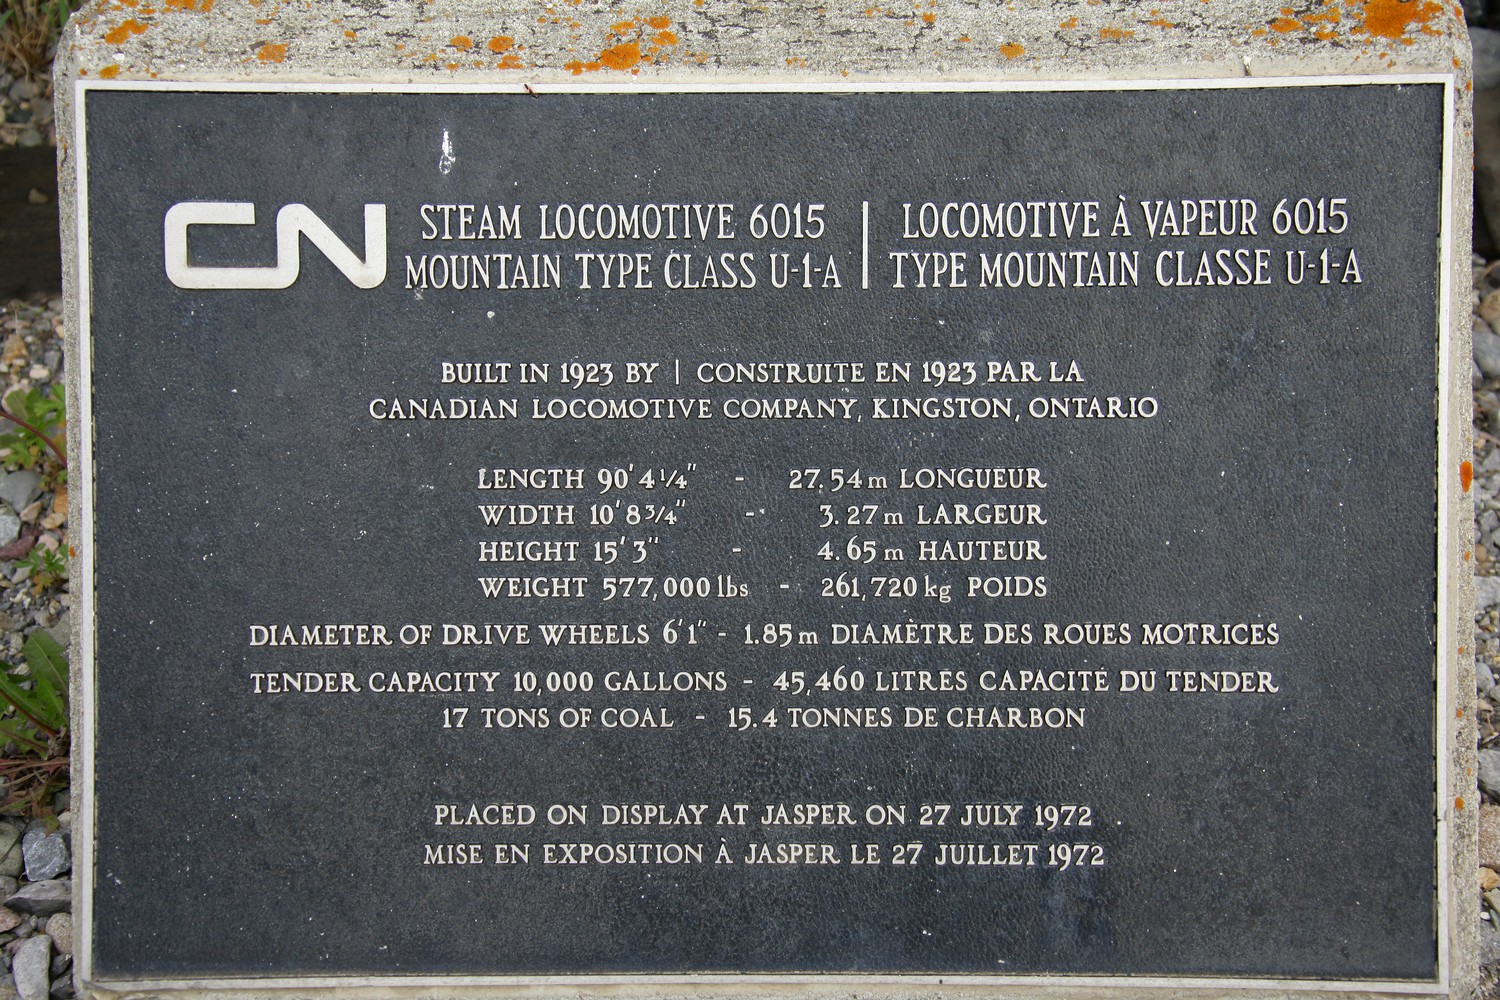 CN STEAM LOCOMOTIVE 6015 | LOCOMOTIVE À VAPEUR 6015
MOUNTAIN TYPE CLASS U-1-A | TYPE MOUNTAIN CLASSE U-1-A
BUILT IN 1923 BY | CONSTRUITE EN 1923 PAR LA
CANADIAN LOCOMOTIVE COMPANY, KINGSTON, ONTARIO
LENGTH 90' 4 1/4" - 27.54 m LONGUEUR
WIDTH 10' 8 3/4" - 3.27 m LARGEUR
HEIGHT 15' 3" - 4.65 m HAUTEUR
WEIGHT 577,000 lbs - 261,720 kg POIDS
DIAMETER OF DRIVE WHEELS 6' 1" - 1.85 m DIAMÈTRE DES ROUES MOTRICES
TENDER CAPACITY 10,000 GALLONS - 45,460 LITRES CAPACITÉ DU TENDER
17 TONS OF COAL - 15.4 TONNES DE CHARBON
PLACED ON DISPLAY AT JASPER ON 27 JULY 1972
MISE EN EXPOSITION À JASPER LE 27 JUILLET 1972